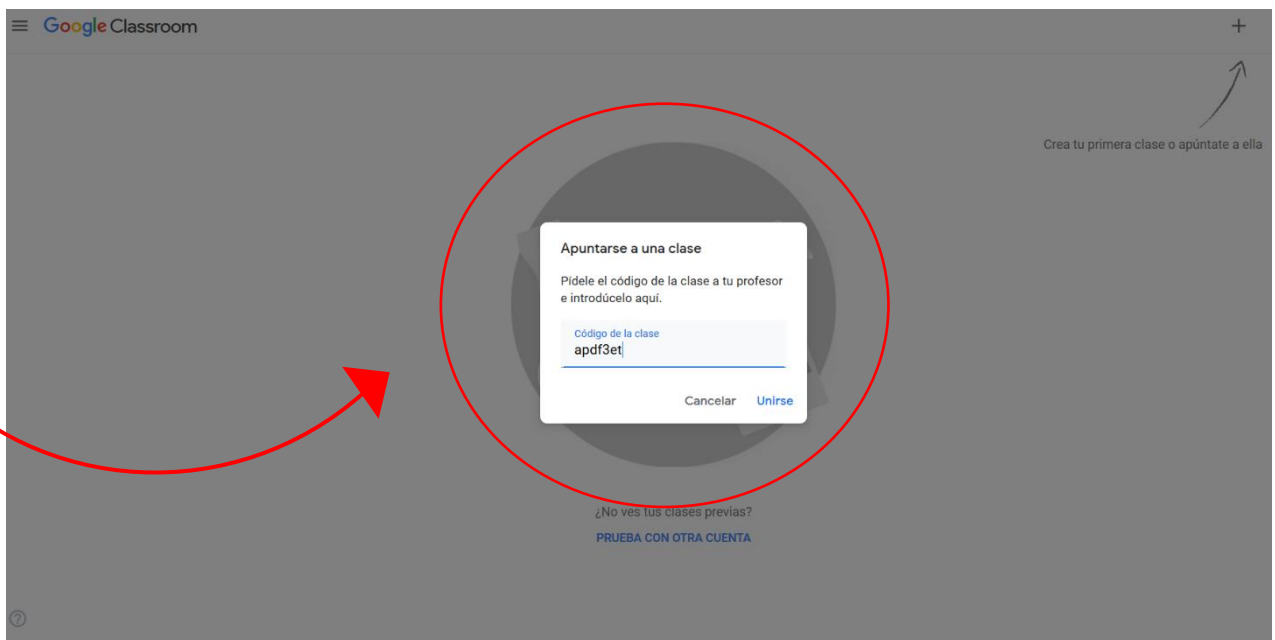 Google Classroom
Crea tu primera clase o apúntate a ella
Apuntarse a una clase
Pídele el código de la clase a tu profesor
e introdúcelo aquí.
Código de la clase
apdf3et
Cancelar Unirse
¿No ves tus clases previas?
PRUEBA CON OTRA CUENTA